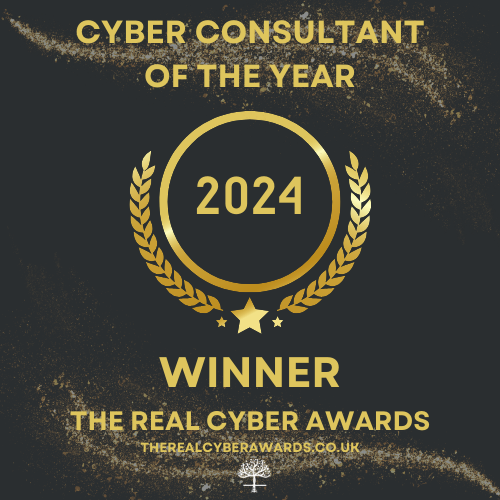 CYBER CONSULTANT
OF THE YEAR
2024
WINNER
THE REAL CYBER AWARDS
THEREALCYBERAWARDS.CO.UK